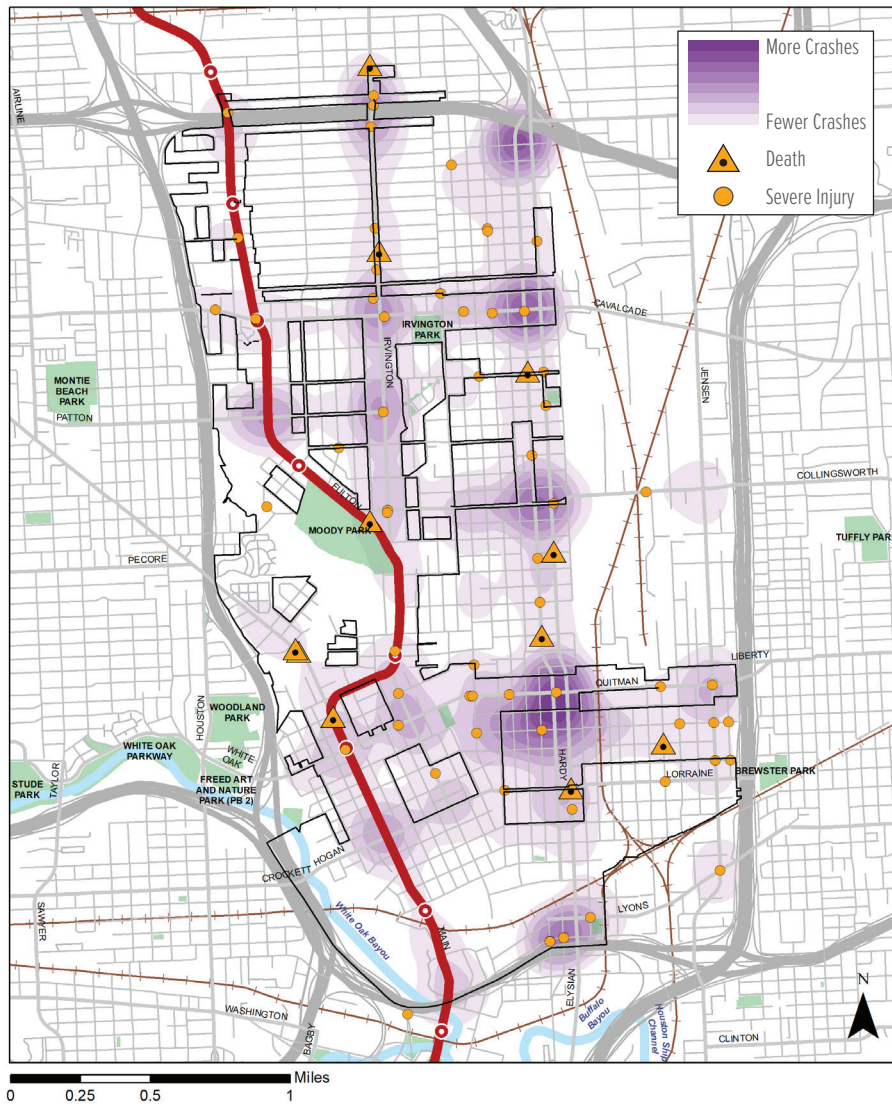 More Crashes
Fewer Crashes
Death
Severe Injury
AIRLINE
CAVALCADE
IRVINGTON
PARK
IRVINGTON
JENSEN
MONTIE
BEACH
PARK
PATTON
COLLINGSWORTH
FULTON
MOODY PARK
TUFFLY PAR
PECORE
LIBERTY
QUITMAN
HOUSTON
WOODLAND
PARK
WHITE OAK
PARKWAY
WHITE
OAK
HARDY
TAYLOR
STUDE
PARK
FREED ART
AND NATURE
PARK (PB 2)
LORRAINE
BREWSTER PARK
HOGAN
CROCKETT
SAWYER
White Oak Bayou
MAIN
LYONS
N
ELYSIAN
Buffalo
Bayou
Houston Ship
Channel
WASHINGTON
BAGBY
CLINTON
Miles
0 0.25 0.5 1